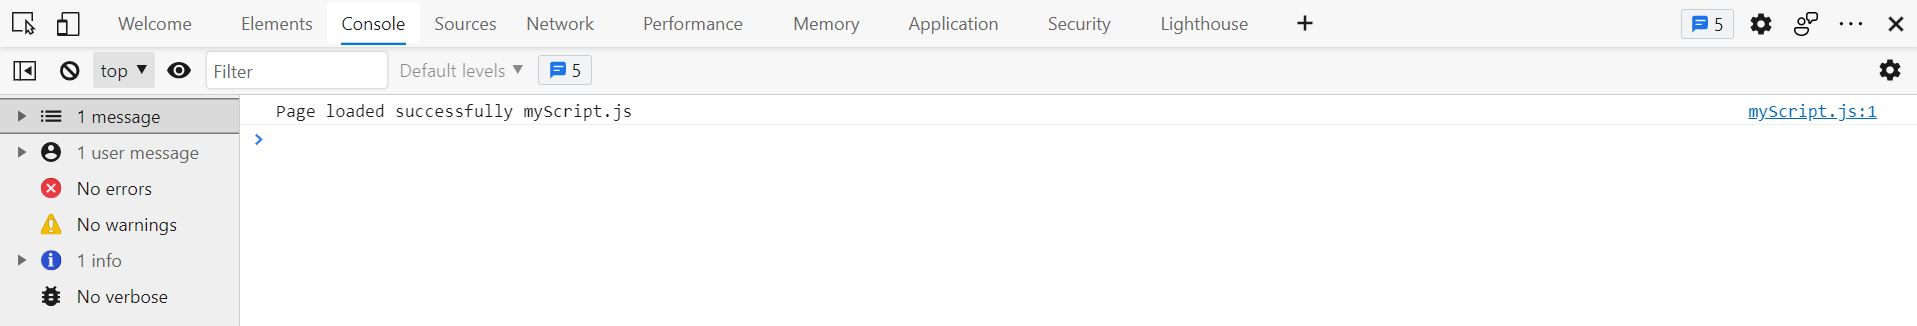 Welcome Elements Console Sources Network Performance Memory Application Security Lighthouse + 5
top Filter Default levels 5
1 message
Page loaded successfully myScript.js myScript.js:1
1 user message
No errors
No warnings
1 info
No verbose